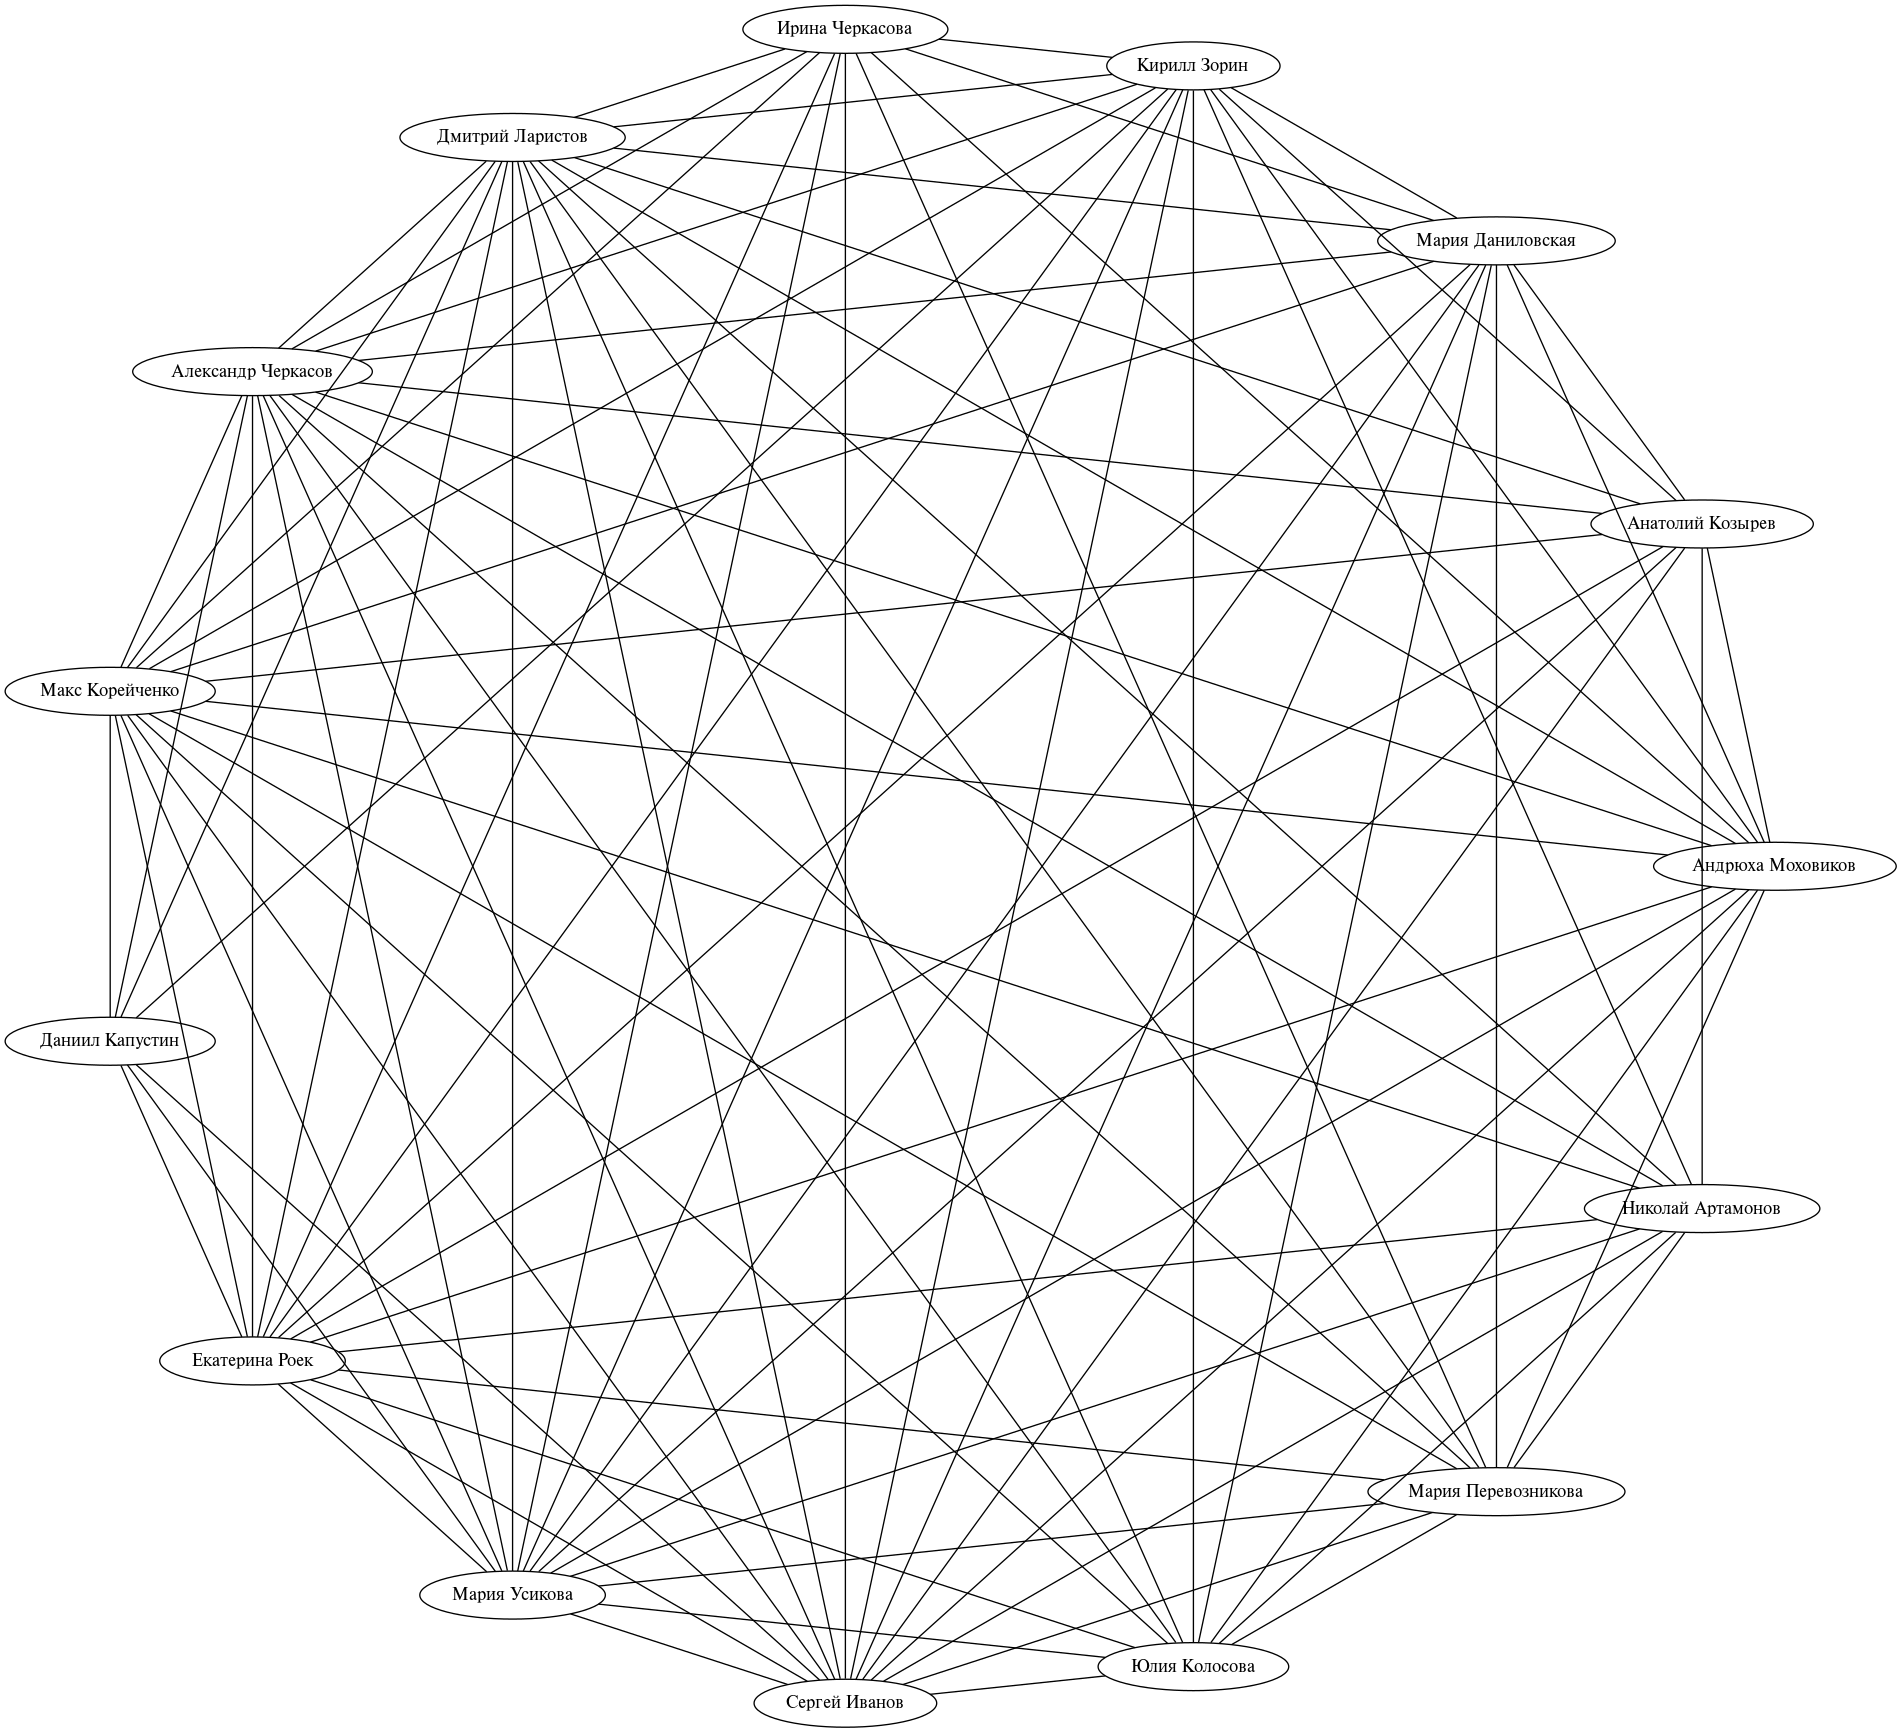 Ирина Черкасова
Кирилл Зорин
Дмитрий Ларистов
Мария Даниловская
Александр Черкасов
Анатолий Козырев
Макс Корейченко
Андрюха Моховиков
Даниил Капустин
Николай Артамонов
Екатерина Роек
Мария Перевозникова
Мария Усикова
Юлия Колосова
Сергей Иванов